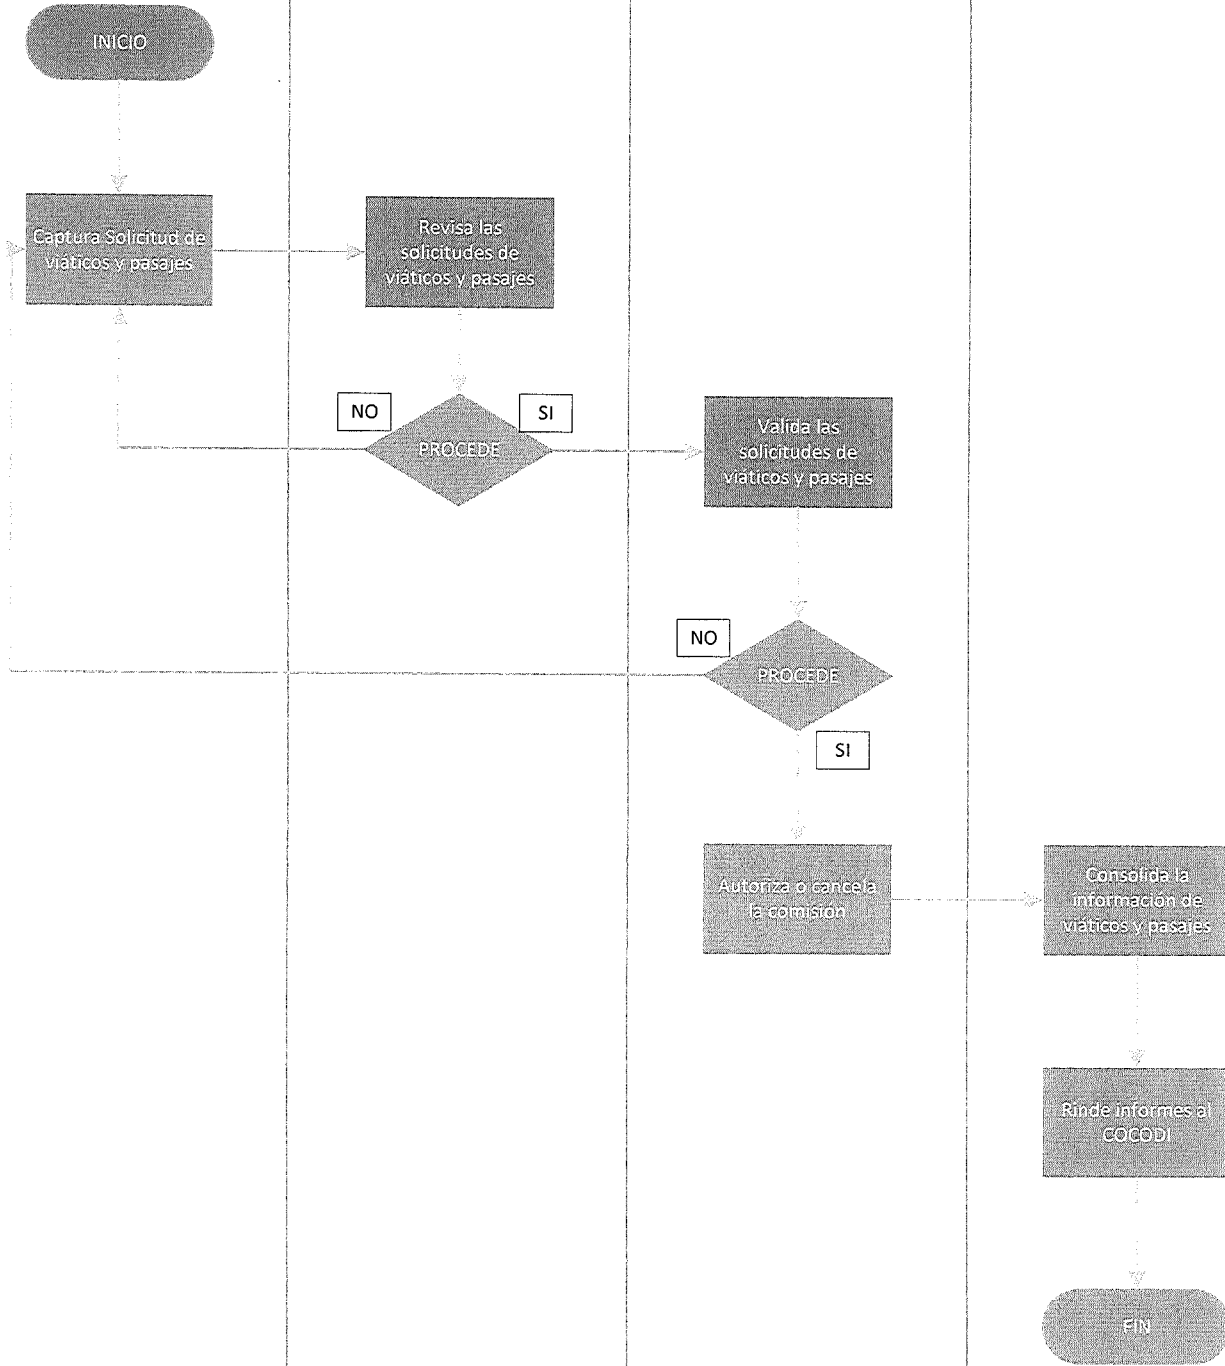 INICIO
Captura Solicitud de
viáticos y pasajes
Revisa las
solicitudes de
viáticos y pasajes
NO
SI
PROCEDE
Valida las
solicitudes de
viáticos y pasajes
NO
PROCEDE
SI
Autoriza o cancela
la comisión
Consolida la
información de
viáticos y pasajes
Rinde informes al
COCODI
FIN